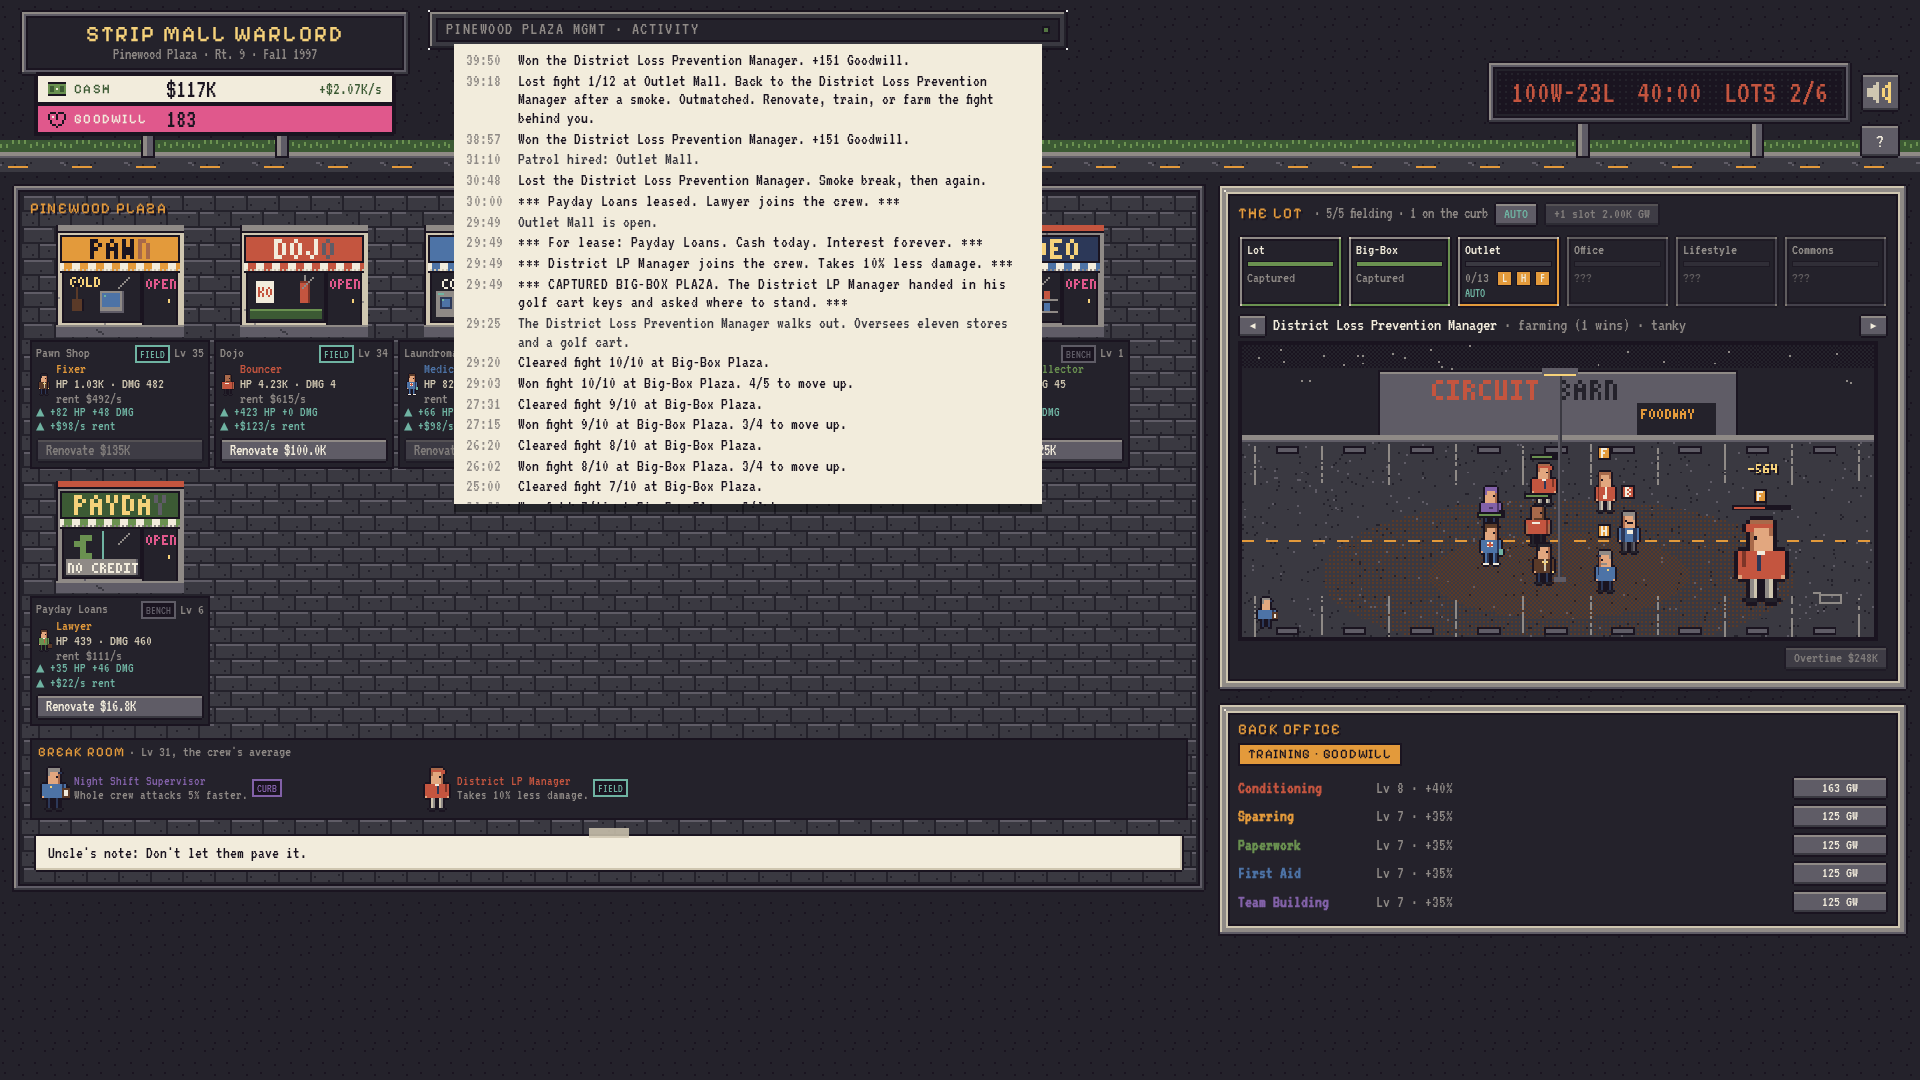 STRIP MALL WARLORD
Pinewood Plaza · Rt. 9 · Fall 1997
CASH $117K +$2.07K/s
GOODWILL 183
PINEWOOD PLAZA MGMT · ACTIVITY
39:50 Won the District Loss Prevention Manager. +151 Goodwill.
39:18 Lost fight 1/12 at Outlet Mall. Back to the District Loss Prevention
Manager after a smoke. Outmatched. Renovate, train, or farm the fight
behind you.
38:57 Won the District Loss Prevention Manager. +151 Goodwill.
31:10 Patrol hired: Outlet Mall.
30:48 Lost the District Loss Prevention Manager. Smoke break, then again.
30:00 *** Payday Loans leased. Lawyer joins the crew. ***
29:49 Outlet Mall is open.
29:49 *** For lease: Payday Loans. Cash today. Interest forever. ***
29:49 *** District LP Manager joins the crew. Takes 10% less damage. ***
29:49 *** CAPTURED BIG-BOX PLAZA. The District LP Manager handed in his
golf cart keys and asked where to stand. ***
29:25 The District Loss Prevention Manager walks out. Oversees eleven stores
and a golf cart.
29:20 Cleared fight 10/10 at Big-Box Plaza.
29:03 Won fight 10/10 at Big-Box Plaza. 4/5 to move up.
27:31 Cleared fight 9/10 at Big-Box Plaza.
27:15 Won fight 9/10 at Big-Box Plaza. 3/4 to move up.
26:20 Cleared fight 8/10 at Big-Box Plaza.
26:02 Won fight 8/10 at Big-Box Plaza. 3/4 to move up.
25:00 Cleared fight 7/10 at Big-Box Plaza.
100W-23L 40:00 LOTS 2/6
?
PINEWOOD PLAZA
PAWN
GOLD
OPEN
DOJO
KO
OPEN
CO
EO
OPEN
Pawn Shop FIELD Lv 35
Fixer
HP 1.03K · DMG 482
rent $492/s
▲ +82 HP +48 DMG
▲ +$98/s rent
Renovate $135K
Dojo FIELD Lv 34
Bouncer
HP 4.23K · DMG 4
rent $615/s
▲ +423 HP +0 DMG
▲ +$123/s rent
Renovate $100.0K
Laundrom
Medic
HP 82
rent
▲ +66 HP
▲ +$98/s
Renovat
BENCH Lv 1
llector
G 45
DMG
5K
PAYDAY
OPEN
NO CREDIT
Payday Loans BENCH Lv 6
Lawyer
HP 439 · DMG 460
rent $111/s
▲ +35 HP +46 DMG
▲ +$22/s rent
Renovate $16.8K
BREAK ROOM · Lv 31, the crew's average
Night Shift Supervisor
Whole crew attacks 5% faster. CURB
District LP Manager
Takes 10% less damage. FIELD
Uncle's note: Don't let them pave it.
THE LOT · 5/5 fielding · 1 on the curb AUTO +1 slot 2.00K GW
Lot
Captured
Big-Box
Captured
Outlet
0/13 L H F
AUTO
Office
???
Lifestyle
???
Commons
???
◄ District Loss Prevention Manager · farming (1 wins) · tanky ►
CIRCUIT BARN
FOODWAY
-564
F
F
B
H
Overtime $248K
BACK OFFICE
TRAINING · GOODWILL
Conditioning Lv 8 · +40% 163 GW
Sparring Lv 7 · +35% 125 GW
Paperwork Lv 7 · +35% 125 GW
First Aid Lv 7 · +35% 125 GW
Team Building Lv 7 · +35% 125 GW